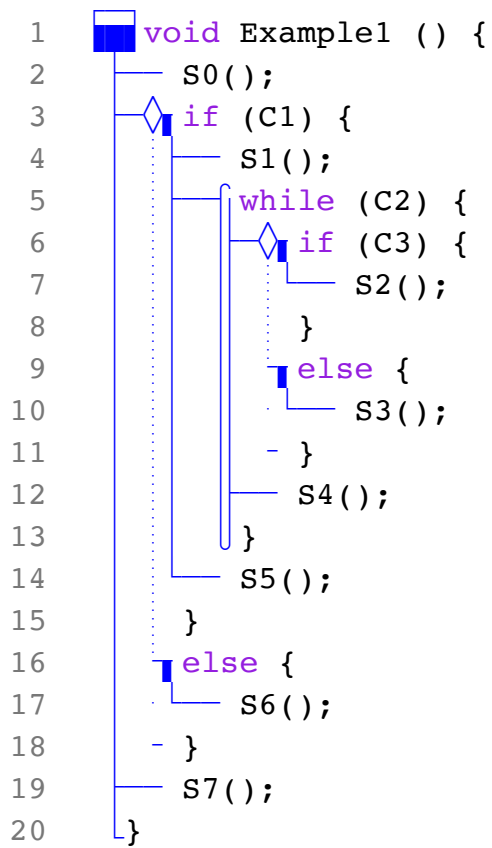 1 void Example1 () {
2 S0();
3 if (C1) {
4 S1();
5 while (C2) {
6 if (C3) {
7 S2();
8 }
9 else {
10 S3();
11 }
12 S4();
13 }
14 S5();
15 }
16 else {
17 S6();
18 }
19 S7();
20 }